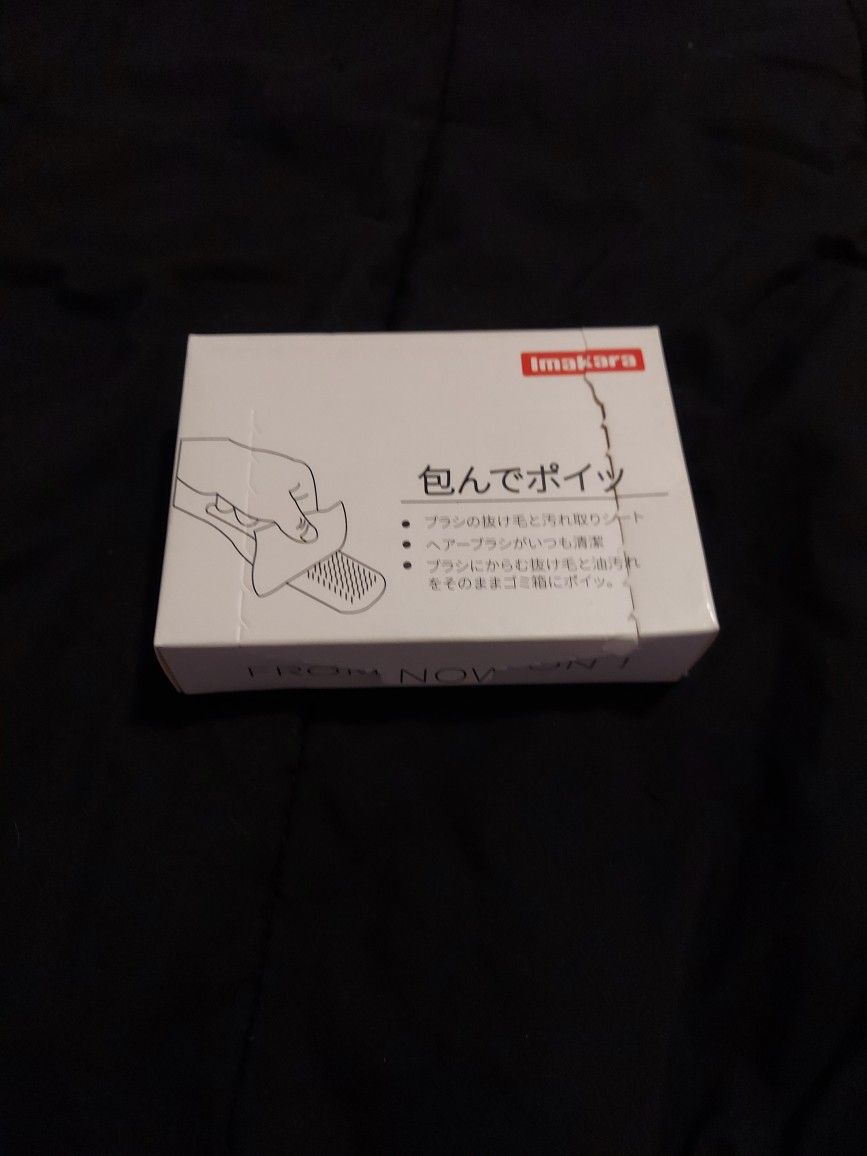 Imakara
包んでポイッ
● ブラシの抜け毛と汚れ取りシート
● ヘアーブラシがいつも清潔
● ブラシにからむ抜け毛と油汚れ
をそのままゴミ箱にポイッ。
FROM NOW ON !